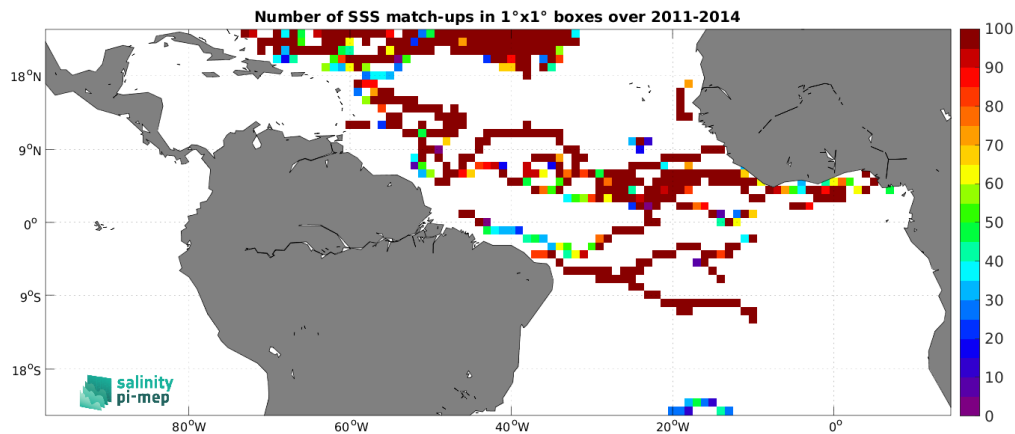 Number of SSS match-ups in 1°x1° boxes over 2011-2014
100
90
80
70
60
50
40
30
20
10
0
18°N
9°N
0°
9°S
18°S
80°W
60°W
40°W
20°W
0°
salinity
pi-mep